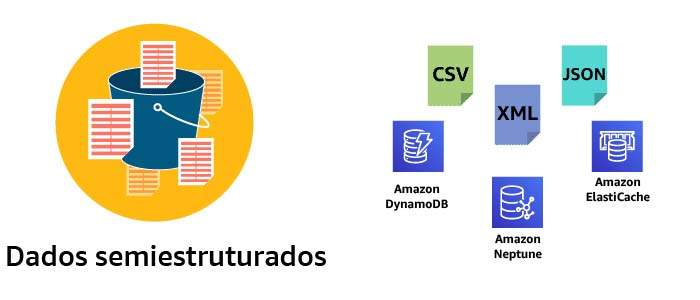 CSV
XML
JSON
Amazon
DynamoDB
Amazon
Neptune
Amazon
ElastiCache
Dados semiestruturados